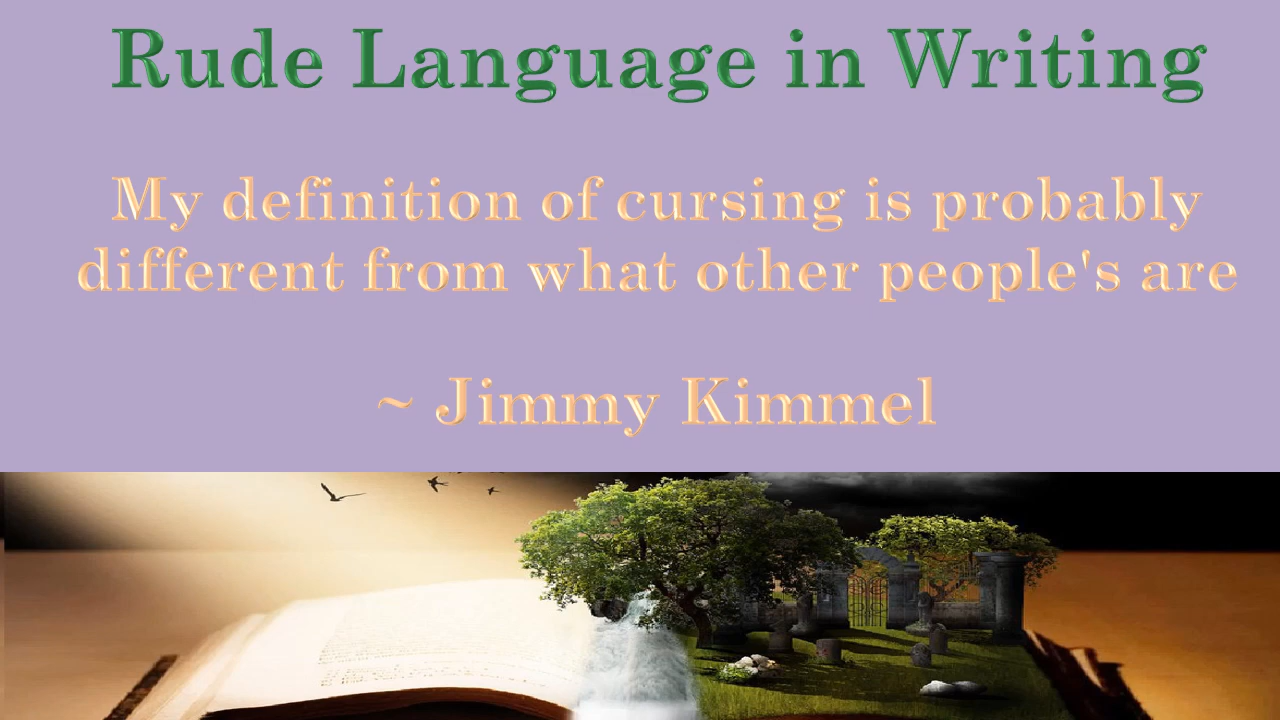 Rude Language in Writing
My definition of cursing is probably
different from what other people's are
~ Jimmy Kimmel